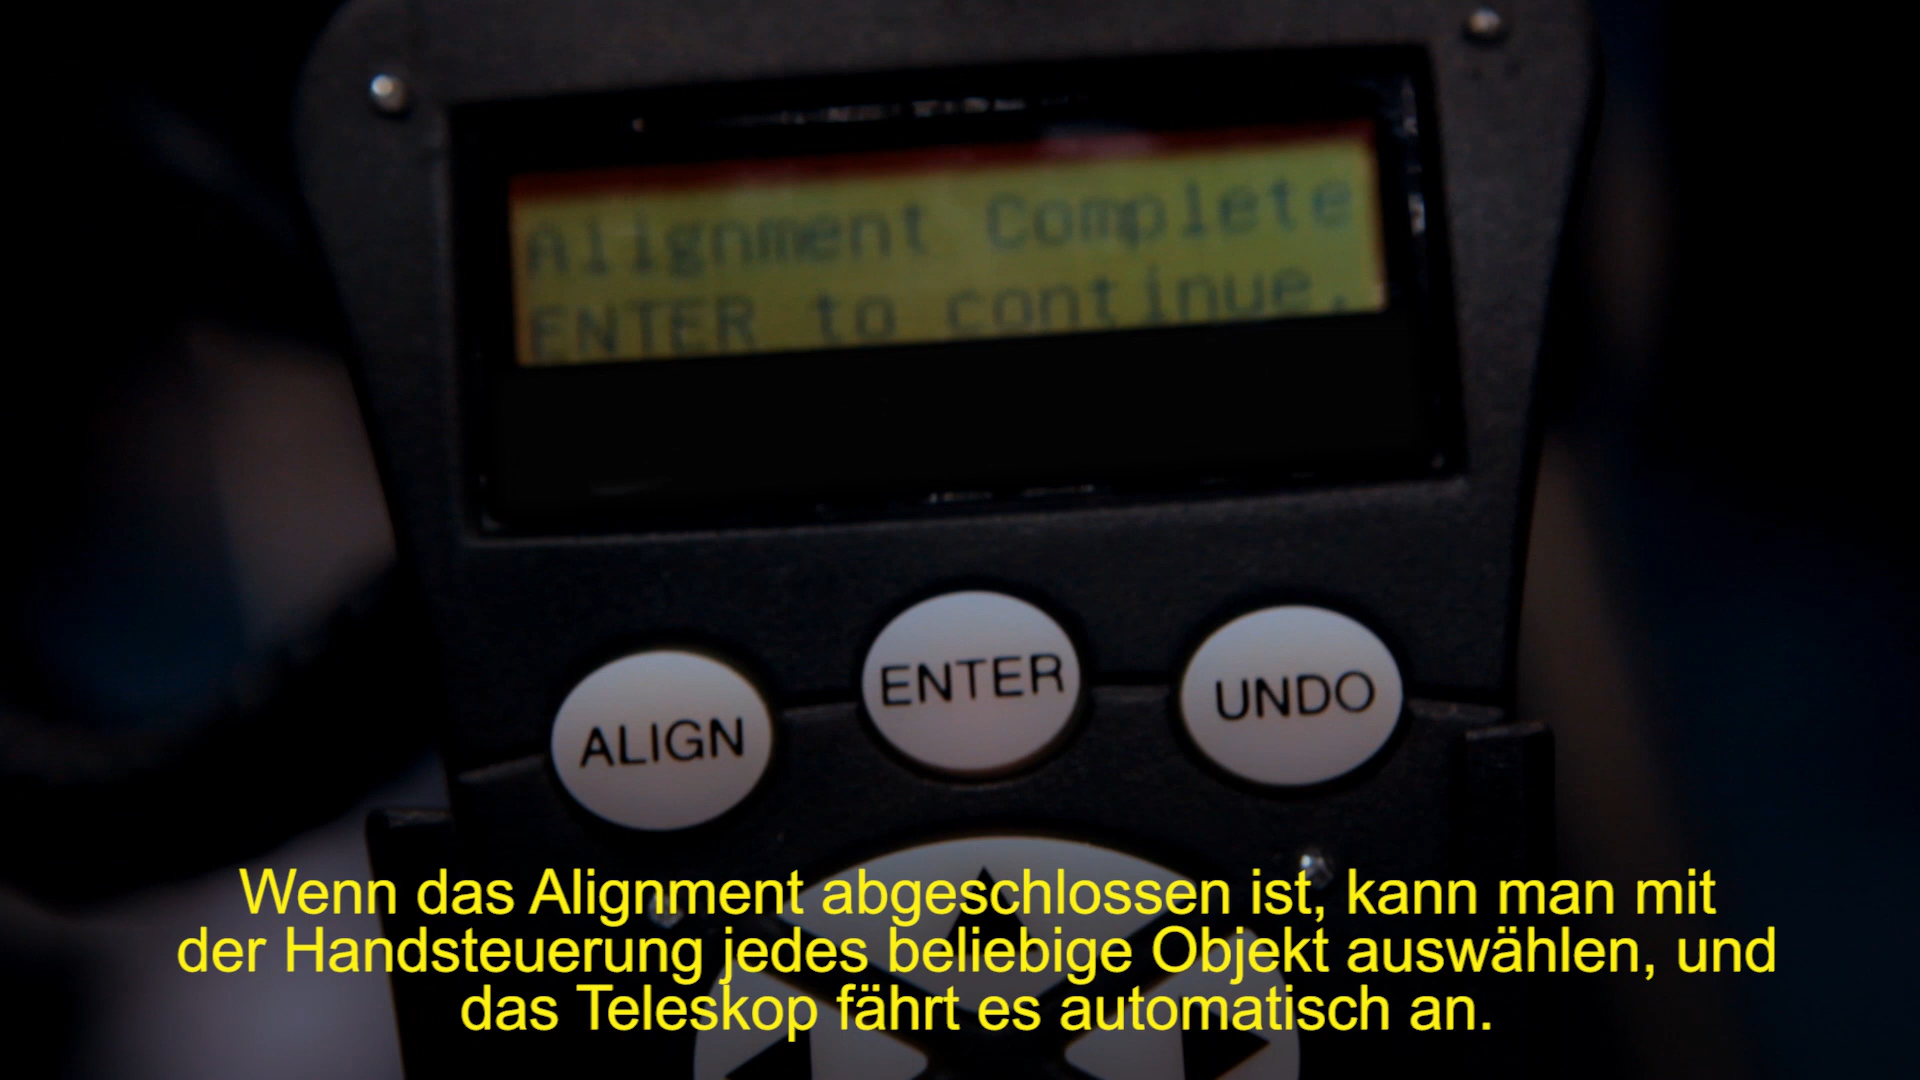 Alignment Complete
ENTER to continue.
ALIGN
ENTER
UNDO
Wenn das Alignment abgeschlossen ist, kann man mit
der Handsteuerung jedes beliebige Objekt auswählen, und
das Teleskop fährt es automatisch an.